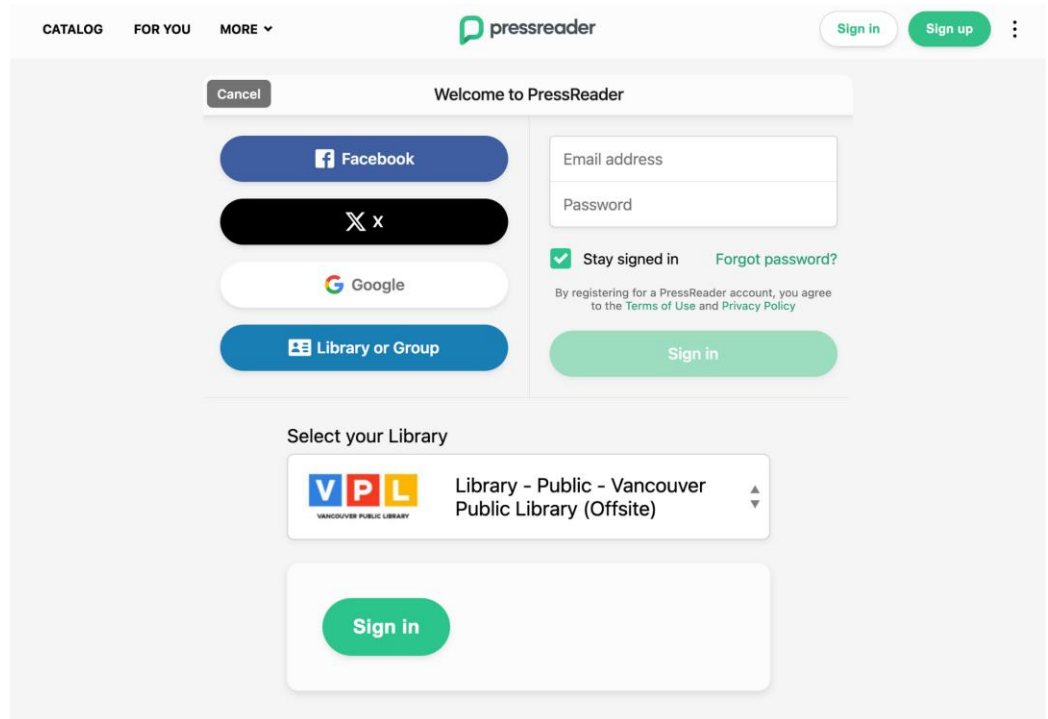 CATALOG FOR YOU MORE pressreader Sign in Sign up
Cancel Welcome to PressReader
Facebook
X
Google
Library or Group
Email address
Password
Stay signed in Forgot password?
By registering for a PressReader account, you agree
to the Terms of Use and Privacy Policy
Sign in
Select your Library
VPL
VANCOUVER PUBLIC LIBRARY
Library - Public - Vancouver
Public Library (Offsite)
Sign in